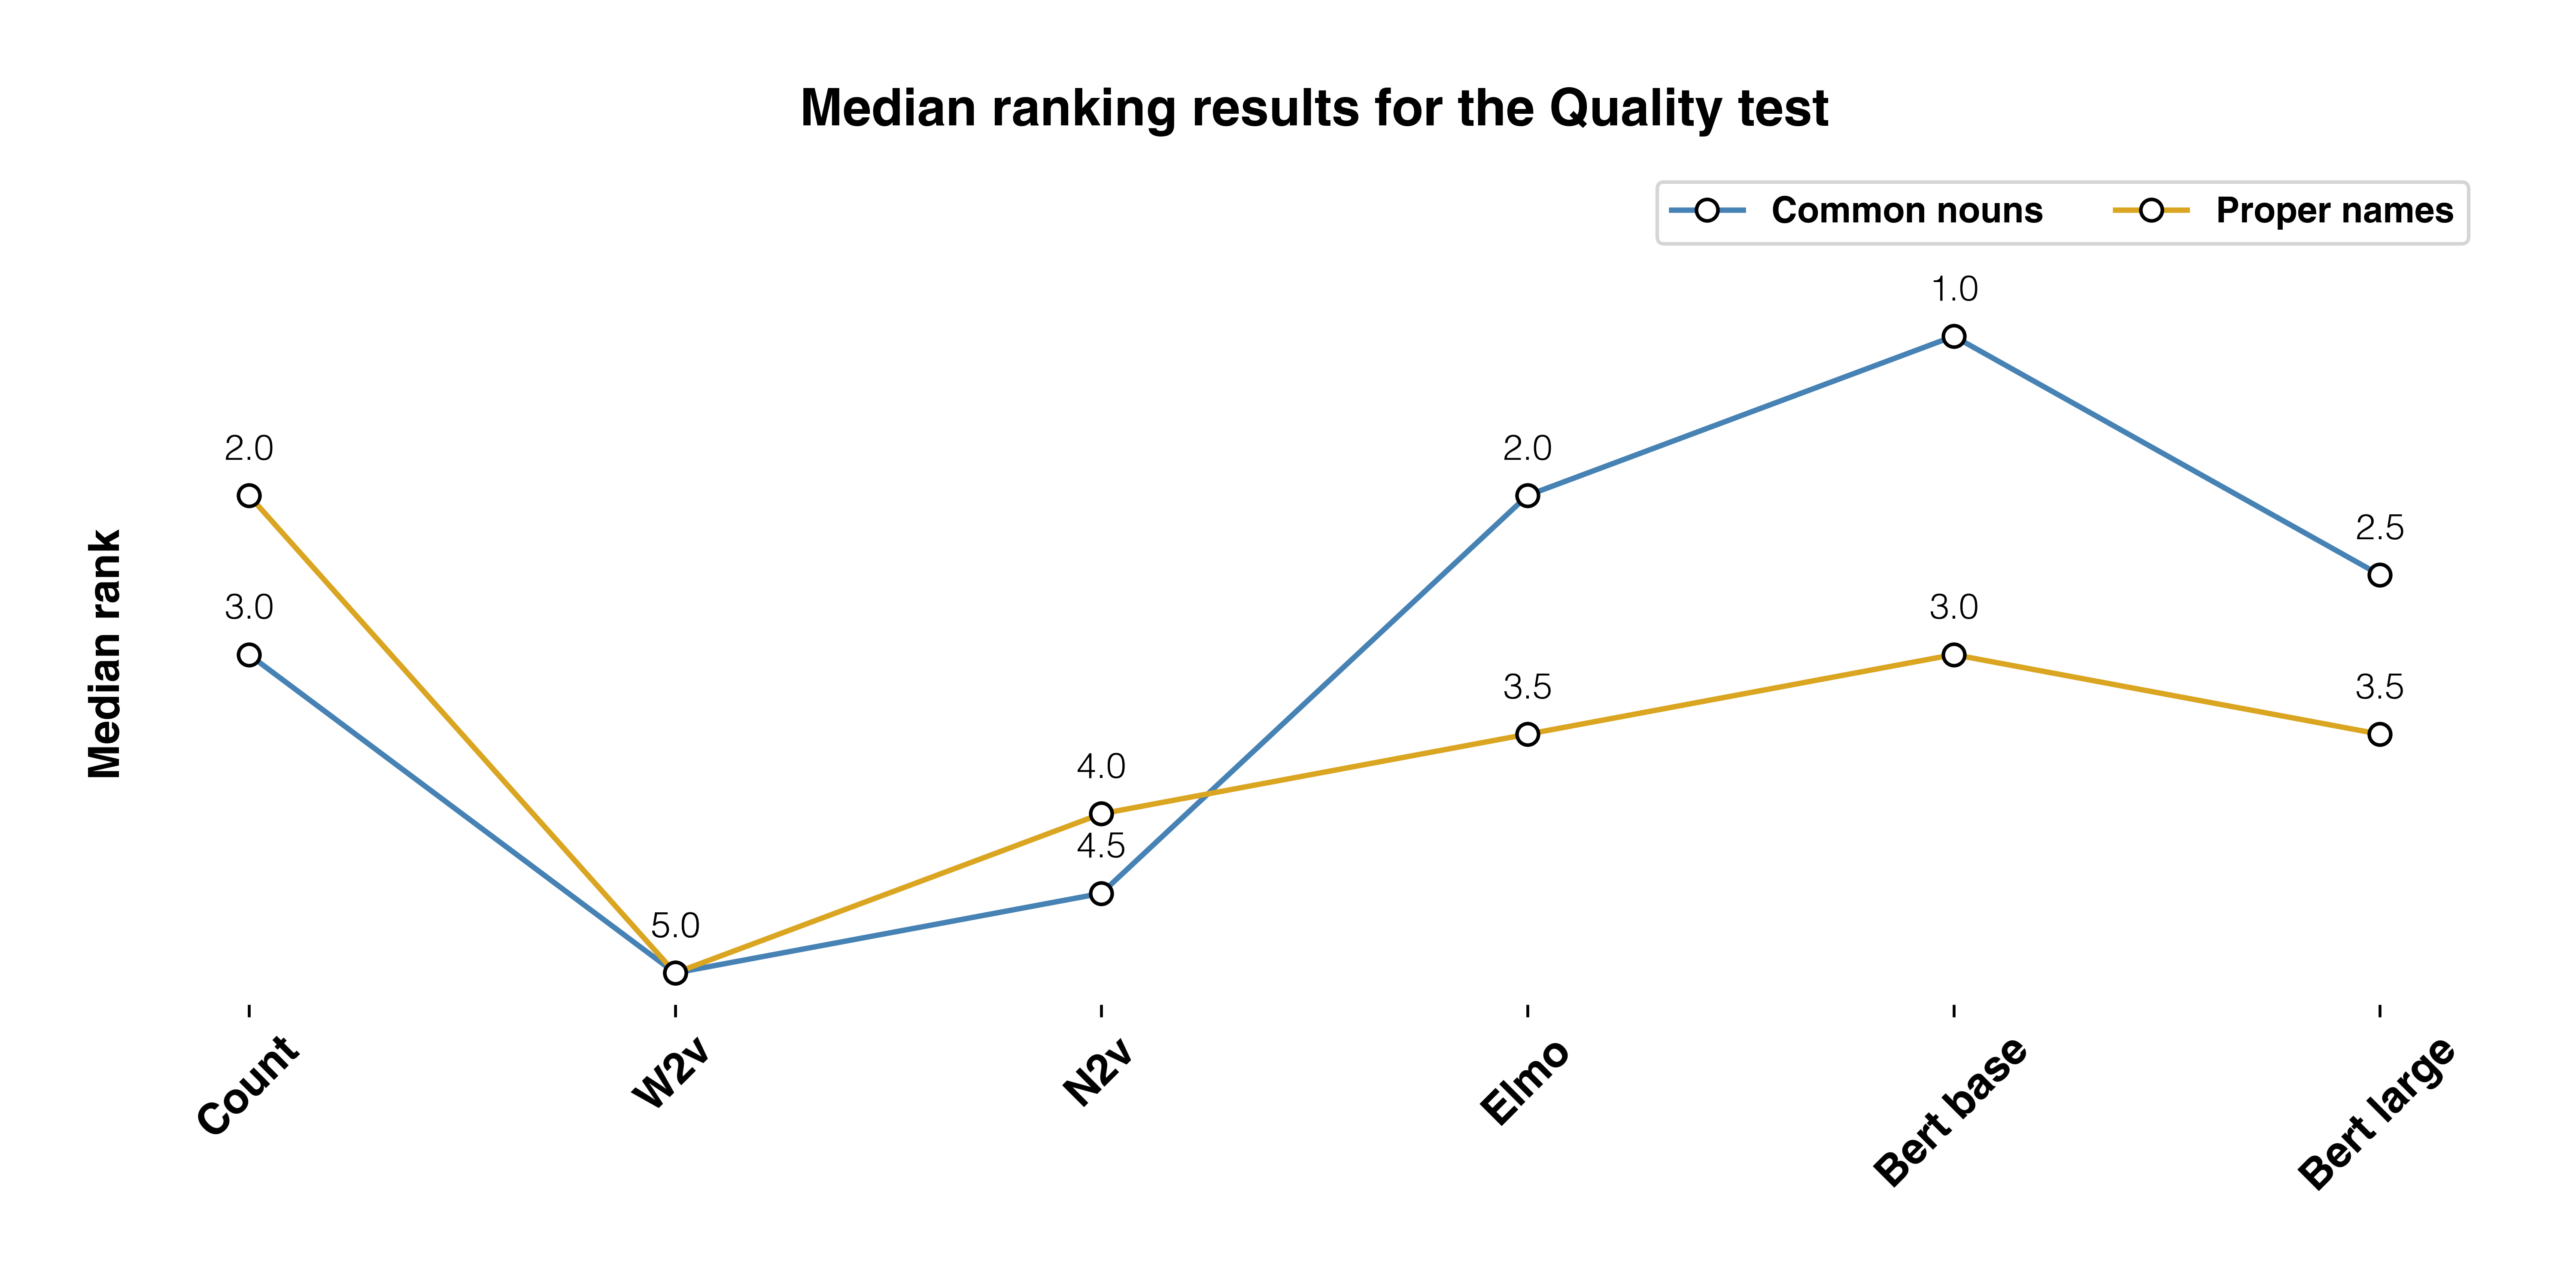 Median ranking results for the Quality test
Common nouns Proper names
1.0
2.0 2.0
2.5
3.0 3.0
3.5 3.5
4.0
4.5
5.0
Median rank
Count W2v N2v Elmo Bert base Bert large